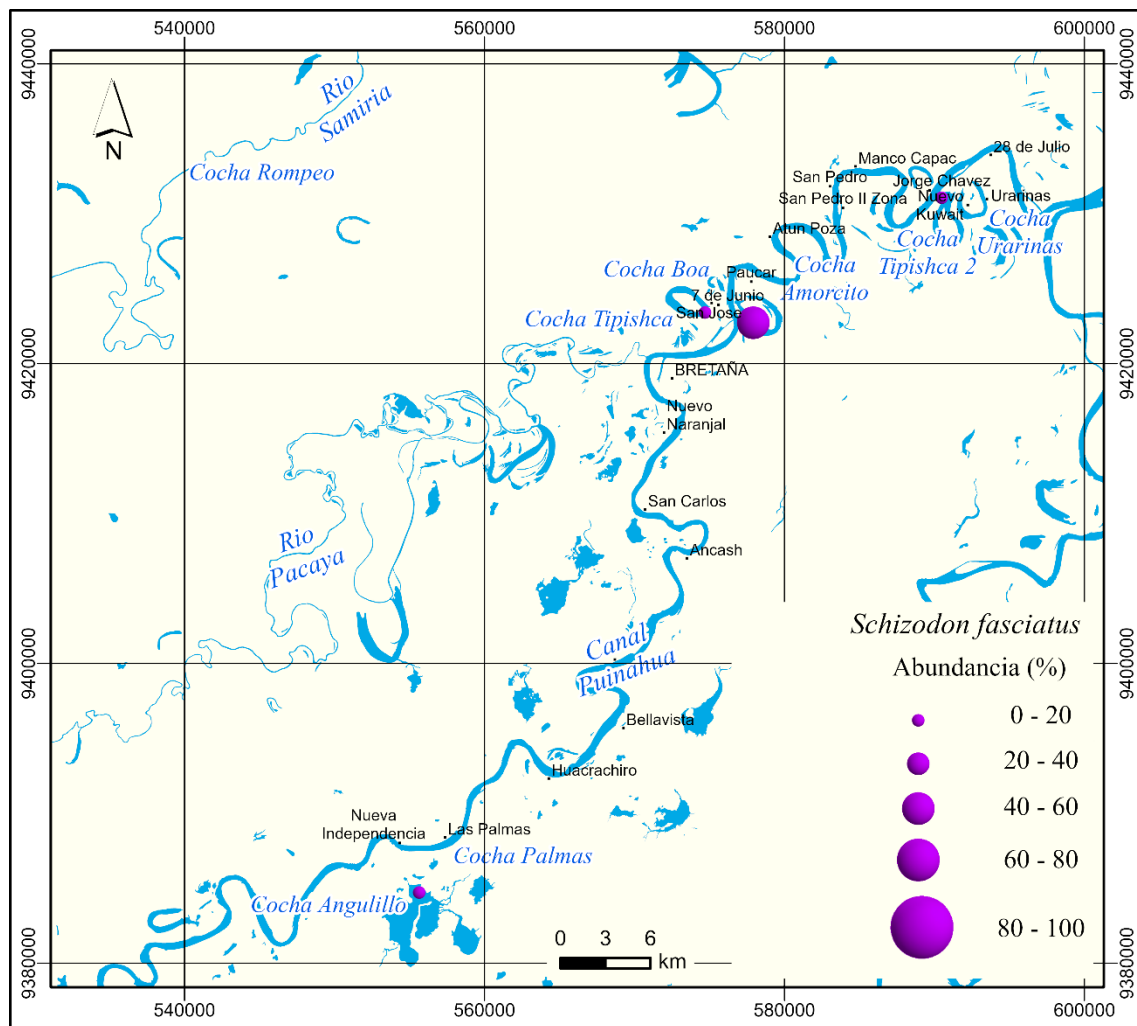 540000
560000
580000
600000
9440000
9440000
Rio
Samiria
N
Cocha Rompeo
28 de Julio
Manco Capac
San Pedro
Jorge Chavez
San Pedro II Zona
Nuevo
Kuwait
Urarinas
Cocha
Urarinas
Atun Poza
Cocha
Tipishca 2
Cocha Boa
Paucar
Cocha
Amorcito
7 de Junio
San Jose
Cocha Tipishca
9420000
9420000
BRETAÑA
Nuevo
Naranjal
San Carlos
Rio
Pacaya
Ancash
Canal
Puinahua
9400000
9400000
Bellavista
Huacrachiro
Nueva
Independencia
Las Palmas
Cocha Palmas
Cocha Angulillo
Schizodon fasciatus
Abundancia (%)
0 - 20
20 - 40
40 - 60
60 - 80
80 - 100
0 3 6
km
9380000
9380000
540000
560000
580000
600000